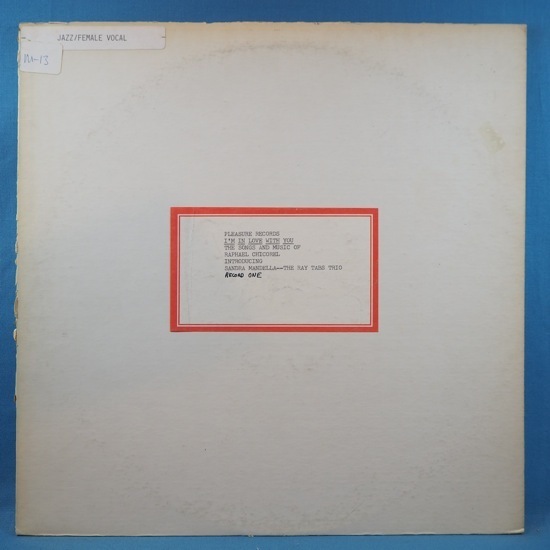 JAZZ/FEMALE VOCAL
PLEASURE RECORDS
I'M IN LOVE WITH YOU
THE SONGS AND MUSIC OF
RAPHAEL CHICOREL
INTRODUCING
SANDRA MANDELLA--THE RAY TABS TRIO
RECORD ONE